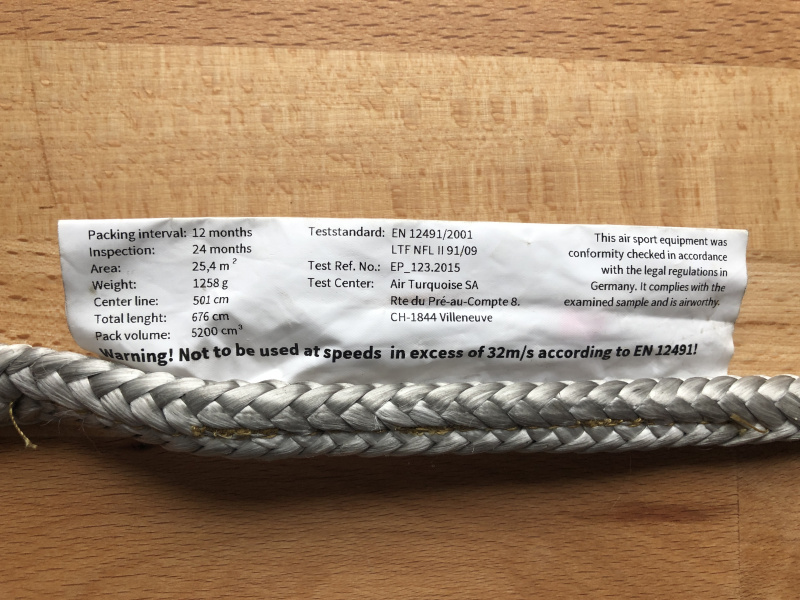 Packing interval: 12 months
Inspection: 24 months
Area: 25,4 m²
Weight: 1258 g
Center line: 501 cm
Total lenght: 676 cm
Pack volume: 5200 cm³
Teststandard: EN 12491/2001
LTF NFL II 91/09
Test Ref. No.: EP_123.2015
Test Center: Air Turquoise SA
Rte du Pré-au-Compte 8.
CH-1844 Villeneuve
This air sport equipment was
conformity checked in accordance
with the legal regulations in
Germany. It complies with the
examined sample and is airworthy.
Warning! Not to be used at speeds in excess of 32m/s according to EN 12491!